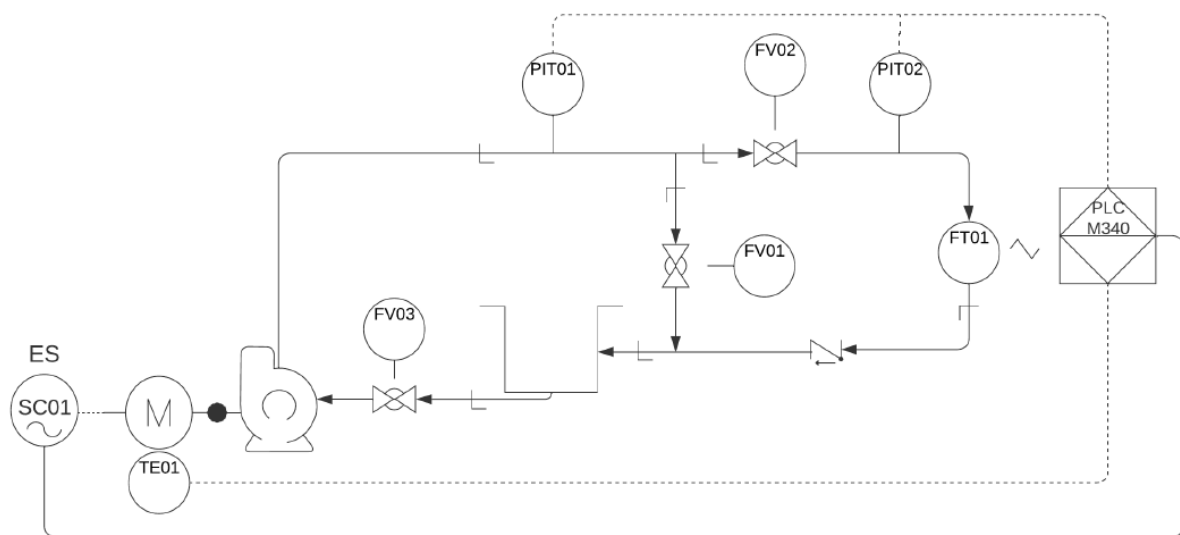 PIT01
FV02
PIT02
PLC
M340
FT01
FV01
FV03
ES
SC01
M
TE01